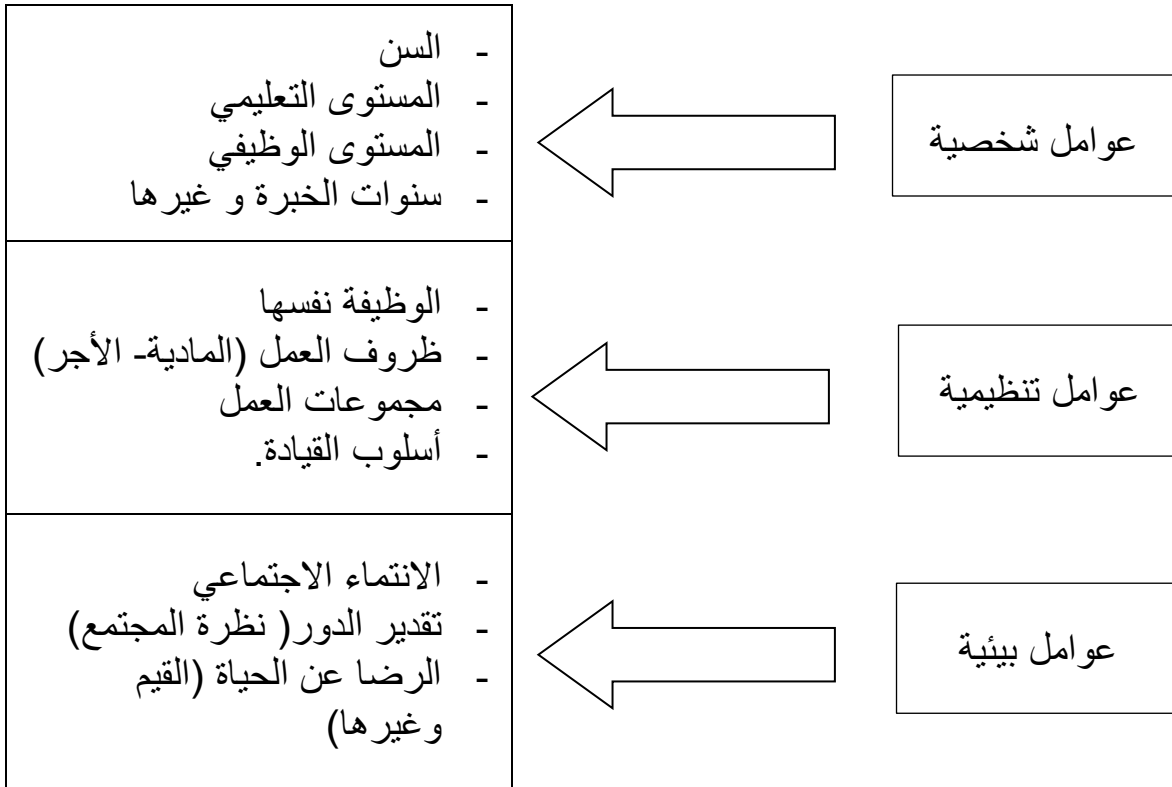 عوامل شخصية
- السن
- المستوى التعليمي
- المستوى الوظيفي
- سنوات الخبرة و غيرها
عوامل تنظيمية
- الوظيفة نفسها
- ظروف العمل (المادية- الأجر)
- مجموعات العمل
- أسلوب القيادة.
عوامل بيئية
- الانتماء الاجتماعي
- تقدير الدور( نظرة المجتمع)
- الرضا عن الحياة (القيم
وغيرها)